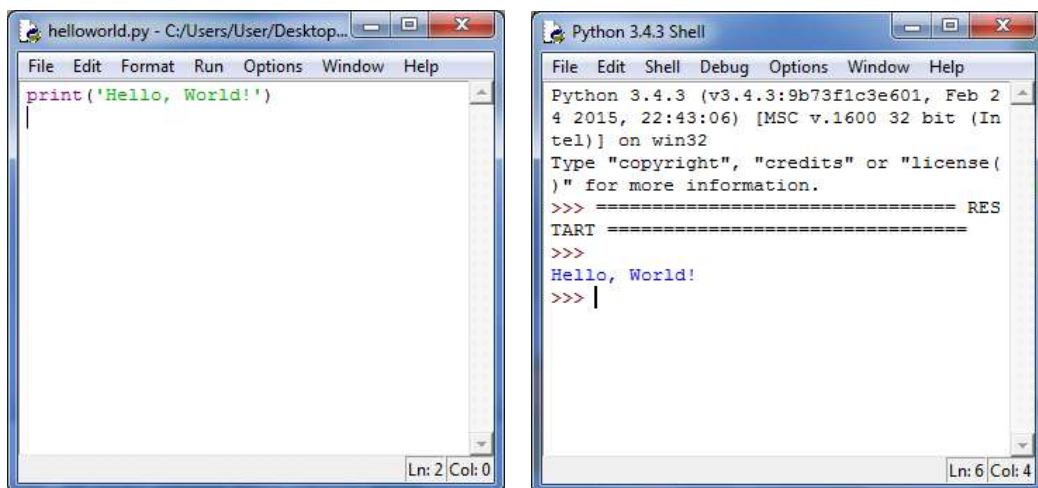 helloworld.py - C:/Users/User/Desktop...
File Edit Format Run Options Window Help
print('Hello, World!')
Ln: 2 Col: 0
Python 3.4.3 Shell
File Edit Shell Debug Options Window Help
Python 3.4.3 (v3.4.3:9b73f1c3e601, Feb 2
4 2015, 22:43:06) [MSC v.1600 32 bit (In
tel)] on win32
Type "copyright", "credits" or "license(
)" for more information.
>>> ================================ RES
TART ================================
>>>
Hello, World!
>>>
Ln: 6 Col: 4